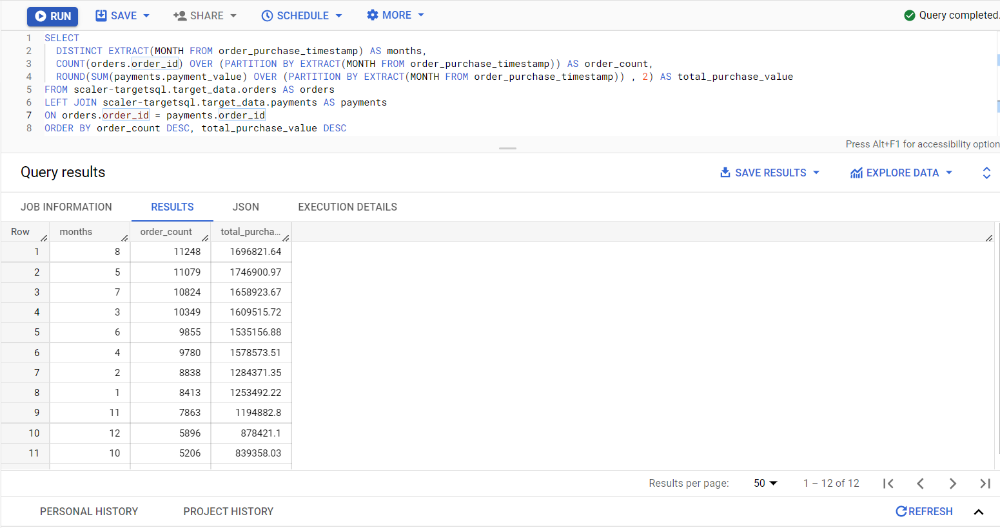 RUN SAVE SHARE SCHEDULE MORE Query completed.
1 SELECT
2 DISTINCT EXTRACT(MONTH FROM order_purchase_timestamp) AS months,
3 COUNT(orders.order_id) OVER (PARTITION BY EXTRACT(MONTH FROM order_purchase_timestamp)) AS order_count,
4 ROUND(SUM(payments.payment_value) OVER (PARTITION BY EXTRACT(MONTH FROM order_purchase_timestamp)) , 2) AS total_purchase_value
5 FROM scaler-targetsql.target_data.orders AS orders
6 LEFT JOIN scaler-targetsql.target_data.payments AS payments
7 ON orders.order_id = payments.order_id
8 ORDER BY order_count DESC, total_purchase_value DESC
Press Alt+F1 for accessibility option
Query results SAVE RESULTS EXPLORE DATA
JOB INFORMATION RESULTS JSON EXECUTION DETAILS
Row months order_count total_purcha...
1 8 11248 1696821.64
2 5 11079 1746900.97
3 7 10824 1658923.67
4 3 10349 1609515.72
5 6 9855 1535156.88
6 4 9780 1578573.51
7 2 8838 1284371.35
8 1 8413 1253492.22
9 11 7863 1194882.8
10 12 5896 878421.1
11 10 5206 839358.03
Results per page: 50 1 – 12 of 12
PERSONAL HISTORY PROJECT HISTORY REFRESH